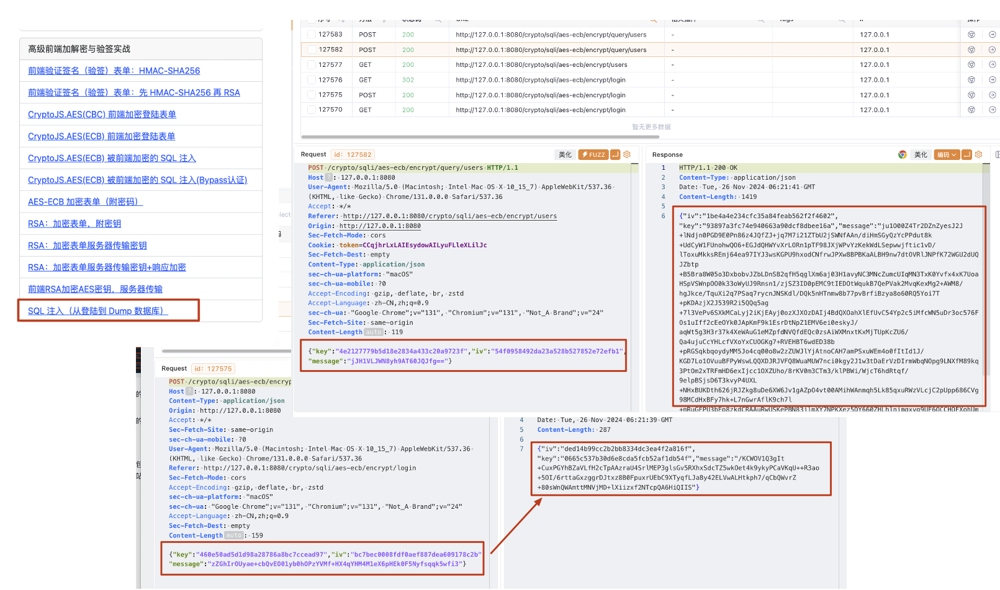 高级前端加解密与验签实战
前端验证签名（验签）表单：HMAC-SHA256
前端验证签名（验签）表单：先 HMAC-SHA256 再 RSA
CryptoJS.AES(CBC) 前端加密登陆表单
CryptoJS.AES(ECB) 前端加密登陆表单
CryptoJS.AES(ECB) 被前端加密的 SQL 注入
CryptoJS.AES(ECB) 被前端加密的 SQL 注入(Bypass认证)
AES-ECB 加密表单（附密码）
RSA：加密表单，附密钥
RSA：加密表单服务器传输密钥
RSA：加密表单服务器传输密钥+响应加密
前端RSA加密AES密钥，服务器传输
SQL 注入（从登陆到 Dump 数据库）
127583 POST 200 http://127.0.0.1:8080/crypto/sqli/aes-ecb/encrypt/query/users - 127.0.0.1
127582 POST 200 http://127.0.0.1:8080/crypto/sqli/aes-ecb/encrypt/query/users - 127.0.0.1
127577 GET 200 http://127.0.0.1:8080/crypto/sqli/aes-ecb/encrypt/users - 127.0.0.1
127576 GET 302 http://127.0.0.1:8080/crypto/sqli/aes-ecb/encrypt/login - 127.0.0.1
127575 POST 200 http://127.0.0.1:8080/crypto/sqli/aes-ecb/encrypt/login - 127.0.0.1
127570 GET 200 http://127.0.0.1:8080/crypto/sqli/aes-ecb/encrypt/login - 127.0.0.1
暂无更多数据
Request id: 127582 美化 FUZZ
POST /crypto/sqli/aes-ecb/encrypt/query/users HTTP/1.1
Host ? : 127.0.0.1:8080
User-Agent: Mozilla/5.0 (Macintosh; Intel Mac OS X 10_15_7) AppleWebKit/537.36
(KHTML, like Gecko) Chrome/131.0.0.0 Safari/537.36
Accept: */*
Referer: http://127.0.0.1:8080/crypto/sqli/aes-ecb/encrypt/users
Origin: http://127.0.0.1:8080
Sec-Fetch-Mode: cors
Cookie: token=CCqjhrLxLAIEsydowAILyuFLleXLilJc
Sec-Fetch-Dest: empty
Content-Type: application/json
sec-ch-ua-platform: "macOS"
sec-ch-ua-mobile: ?0
Accept-Encoding: gzip, deflate, br, zstd
Accept-Language: zh-CN,zh;q=0.9
sec-ch-ua: "Google Chrome";v="131", "Chromium";v="131", "Not_A Brand";v="24"
Sec-Fetch-Site: same-origin
Content-Length auto : 119
{"key":"4e2127779b5d18e2834a433c20a9723f","iv":"54f0958492da23a528b527852e72efb1",
"message":"jJH1VLJWN8yh9AT60JQJfg=="}
Response 美化 编码
1 HTTP/1.1 200 OK
2 Content-Type: application/json
3 Date: Tue, 26 Nov 2024 06:21:41 GMT
4 Content-Length: 1419
5
6 {"iv":"1be4a4e234cfc35a84feab562f2f4602",
"key":"93897a3fc74e940663a90dcf8dbee16a","message":"ju1O00Z4Tr2DZnZyesJ2J
+lNdjn0PGD9E0Pn86z4JQfZJ+jq7M7i21ZTbU2jSWNfAAn/diHmSGyQzYcPPdut8k
+UdCyW1FUnohwQO6+EGJdQHWYvXrLORn1pTF98JXjWPvYzKekWdLSepwwjftic1vD/
lToxuMkksREmj64ea97IYJ3wsKGPU9hxodCNfrwJPXw8BPBKaALBH9nw7dtOVRlJNPfK72WGU2dUQ
JZbtp
+B5Bra8W05o3DxbobvJZbLDnSB2qfH5qglXm6aj03H1avyNC3MNcZumcUIqMN3TxK0Yvfx4xK7UoaHSpVSWnpOO0k33oWyUJ9Rmsn1/zjSZ3ID0pEMC9tIEDOtWqukB7QePVak2MvqKexMg2+AWM8/
hgJkce/TquXi2q7PSaq7rycnJNSKdl/DQk5nHTnmw8b77pvBrfiBzya8o60RQ5Yoi7T
+pKDAzjX2J539R2i5QQq5ag
+7l3VePv6SXkMCaLyj2iKjEAyj0ozXJXOzDAIj4BdQXOahXlEfUvC54Yp2c5iMfcWN5uDr3oc576F
Os1uIff2cEeOYk0JApKmF9k1EsrDtNpZ1EMV6ei0eskyJ/
aqWt5g3H3r37k4XeWAuG1eMZpfdNVQfdEQc0zsAiWXMnxtKxMjTUpKcZU6/
Qa4ujuCcYHLcfVXoYxCUOGKg7+RVEHBT6wdED38b
+pRGSqkbqoydyMM5Jo4cq00o8w2zZUWJlYjAtnoCAH7amPSxuWEm4o0fItId1J/
KGD7Lo1OVuuBFPyWswLQQXDJRJVFQ8WuaMUW7nci0kgy2J1w3tDaErVzDIrmWbqNOpg9LNXfM89kq
3PtOm2xTRFmHD6exIjcc1OXZUho/8rKV0m3CTm3/klPBWi/WjcT6hdRtqf/
9elpBSjsD6T3kvyP4UXL
+NHxBUKDth626jRJZkg8uDe6XW6Jv1gAZpO4vt00AMihWAnmqh5Lk85qxuRWzVLcjC2pUpp686CVg
98MCdHxBFy7hk+L7nGwrAflK9ch7l
Request id: 127575
POST /crypto/sqli/aes-ecb/encryp
Host ? : 127.0.0.1:8080
Content-Type: application/json
Origin: http://127.0.0.1:8080
Accept: */*
Sec-Fetch-Site: same-origin
sec-ch-ua-mobile: ?0
User-Agent: Mozilla/5.0 (Macintosh; Intel Mac OS X 10_15_7) AppleWebKit/537.36
(KHTML, like Gecko) Chrome/131.0.0.0 Safari/537.36
Referer: http://127.0.0.1:8080/crypto/sqli/aes-ecb/encrypt/login
Sec-Fetch-Mode: cors
Accept-Encoding: gzip, deflate, br, zstd
sec-ch-ua-platform: "macOS"
sec-ch-ua: "Google Chrome";v="131", "Chromium";v="131", "Not_A Brand";v="24"
Accept-Language: zh-CN,zh;q=0.9
Sec-Fetch-Dest: empty
Content-Length auto : 159
{"key":"460e50ad5d1d98a28786a8bc7ccead97","iv":"bc7bec0008fdf0aef887dea609178c2b"
"message":"zZGhIrOUyae+cbQvEO01yb0hOPzYVMf+HX4qYHM4M1eX6pHEk0F5Nyfsqqk5wfi3"}
4 Date: Tue, 26 Nov 2024 06:21:39 GMT
5 Content-Length: 287
6
7 {"iv":"ded14b99cc2b2bb8334dc3ea4f2a816f",
"key":"0665c537b30d6e8cda5fcb52af1db54f","message":"/KCWOV1Q3gIt
+CuxPGYhBZaVLfH2cTpAAzraU4SrlMEP3glsGv5RXhxSdcTZ5wkOet4k9ykyPCaVKqU++R3ao
+5OI/6rttaGxzggrDJtxz8B0FpuxrUEbC9XTyqfLJaBy42ELVwALHtkph7/qCbQWvrZ
+80sWnQWAmttMNVjMD+lXiizxf2NTcpQA6HiQIIS"}